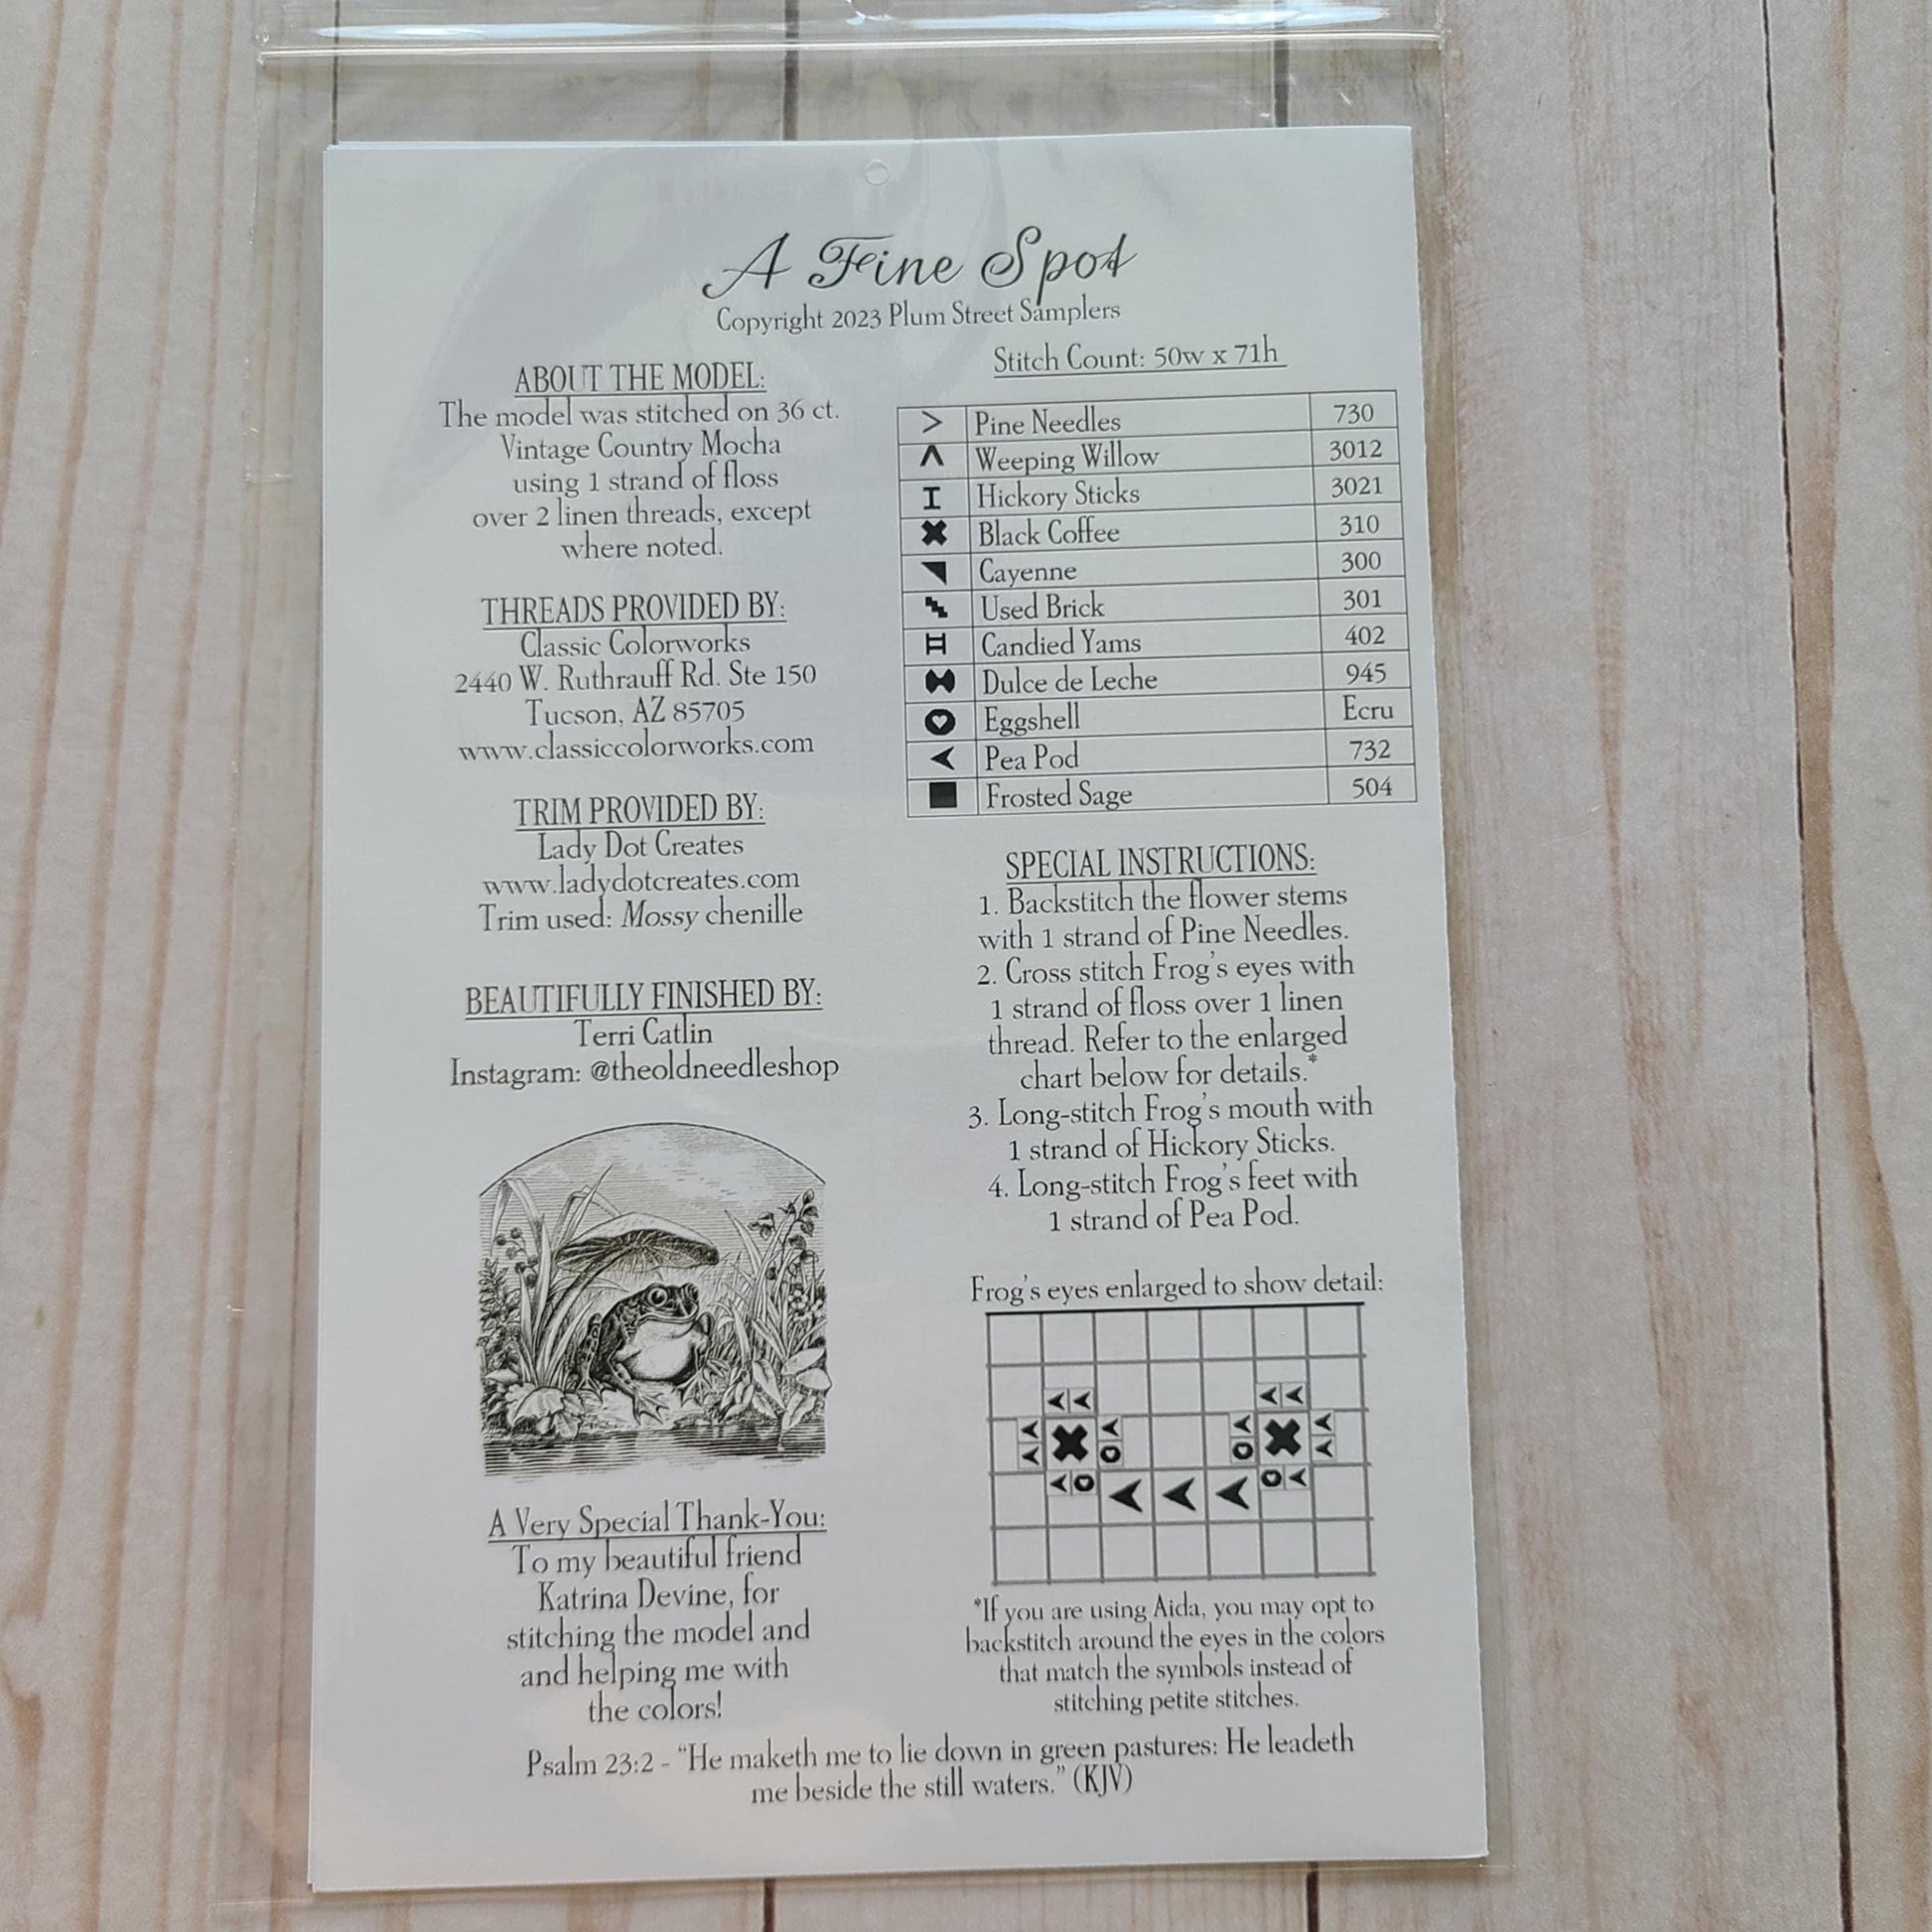 A Fine Spot
Copyright 2023 Plum Street Samplers
ABOUT THE MODEL:
The model was stitched on 36 ct.
Vintage Country Mocha
using 1 strand of floss
over 2 linen threads, except
where noted.
THREADS PROVIDED BY:
Classic Colorworks
2440 W. Ruthrauff Rd. Ste 150
Tucson, AZ 85705
www.classiccolorworks.com
TRIM PROVIDED BY:
Lady Dot Creates
www.ladydotcreates.com
Trim used: Mossy chenille
BEAUTIFULLY FINISHED BY:
Terri Catlin
Instagram: @theoldneedleshop
A Very Special Thank-You:
To my beautiful friend
Katrina Devine, for
stitching the model and
and helping me with
the colors!
Stitch Count: 50w x 71h
Pine Needles 730
Weeping Willow 3012
Hickory Sticks 3021
Black Coffee 310
Cayenne 300
Used Brick 301
Candied Yams 402
Dulce de Leche 945
Eggshell Ecru
Pea Pod 732
Frosted Sage 504
SPECIAL INSTRUCTIONS:
1. Backstitch the flower stems
with 1 strand of Pine Needles.
2. Cross stitch Frog's eyes with
1 strand of floss over 1 linen
thread. Refer to the enlarged
chart below for details.*
3. Long-stitch Frog's mouth with
1 strand of Hickory Sticks.
4. Long-stitch Frog's feet with
1 strand of Pea Pod.
Frog's eyes enlarged to show detail:
*If you are using Aida, you may opt to
backstitch around the eyes in the colors
that match the symbols instead of
stitching petite stitches.
Psalm 23:2 - "He maketh me to lie down in green pastures: He leadeth
me beside the still waters." (KJV)